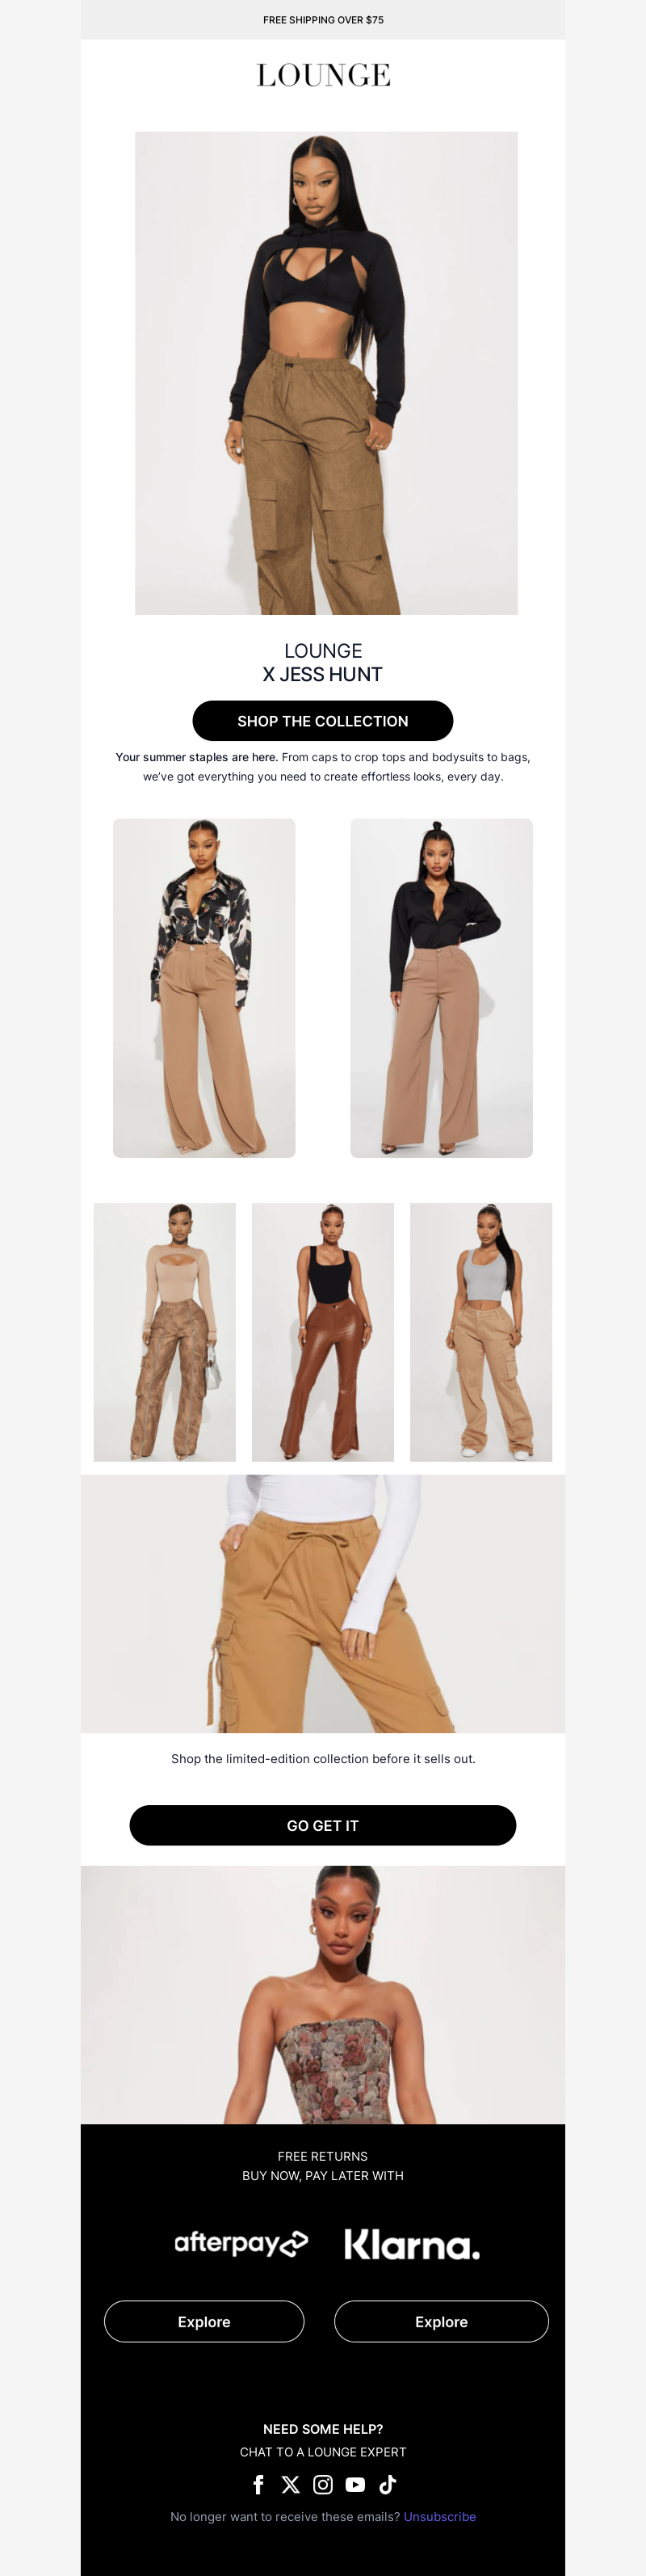 FREE SHIPPING OVER $75
LOUNGE
LOUNGE
X JESS HUNT
SHOP THE COLLECTION
Your summer staples are here. From caps to crop tops and bodysuits to bags,
we’ve got everything you need to create effortless looks, every day.
Shop the limited-edition collection before it sells out.
GO GET IT
FREE RETURNS
BUY NOW, PAY LATER WITH
afterpay Klarna.
Explore Explore
NEED SOME HELP?
CHAT TO A LOUNGE EXPERT
No longer want to receive these emails? Unsubscribe